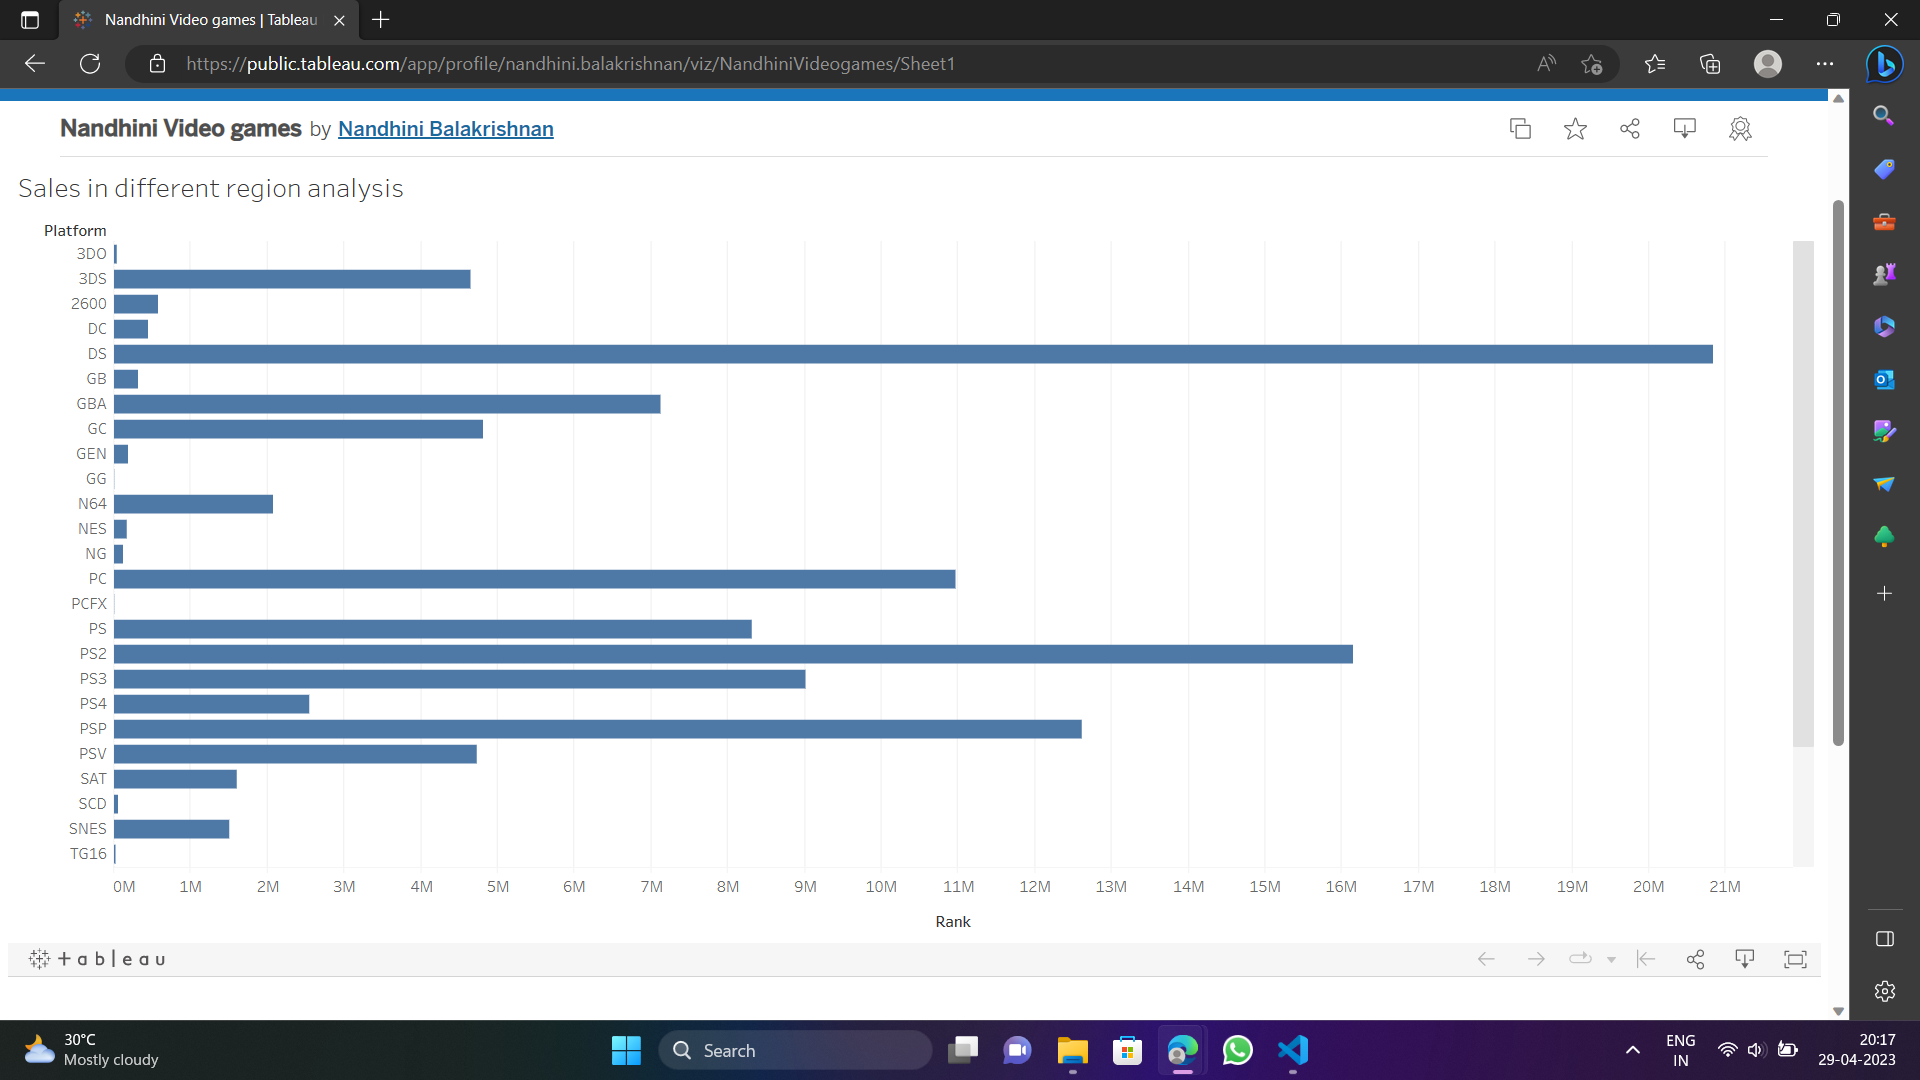 Nandhini Video games | Tableau
https://public.tableau.com/app/profile/nandhini.balakrishnan/viz/NandhiniVideogames/Sheet1
Nandhini Video games by Nandhini Balakrishnan
Sales in different region analysis
Platform
3DO
3DS
2600
DC
DS
GB
GBA
GC
GEN
GG
N64
NES
NG
PC
PCFX
PS
PS2
PS3
PS4
PSP
PSV
SAT
SCD
SNES
TG16
0M 1M 2M 3M 4M 5M 6M 7M 8M 9M 10M 11M 12M 13M 14M 15M 16M 17M 18M 19M 20M 21M
Rank
+ a b | e a u
30°C
Mostly cloudy
Search
ENG
IN
20:17
29-04-2023